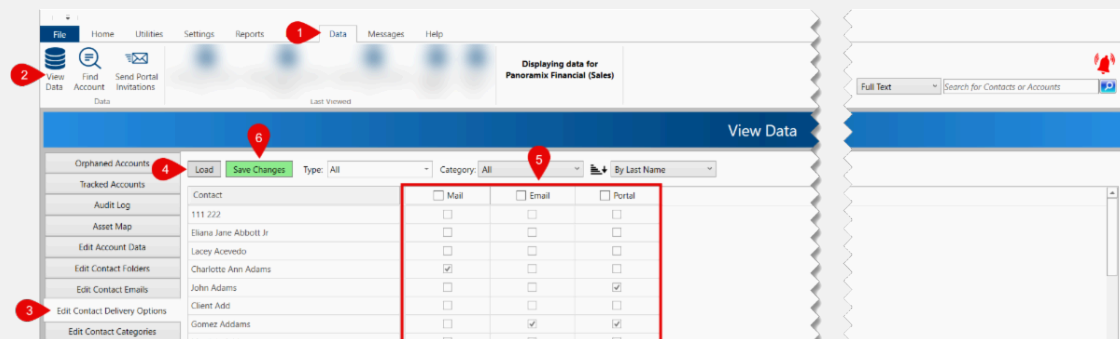 1
File Home Utilities Settings Reports Data Messages Help
2
View Data
Find Account
Send Portal Invitations
Displaying data for
Panoramix Financial (Sales)
Data
Last Viewed
Full Text
Search for Contacts or Accounts
View Data
6
4
5
Load Save Changes Type: All Category: All By Last Name
Orphaned Accounts
Tracked Accounts
Audit Log
Asset Map
Edit Account Data
Edit Contact Folders
Edit Contact Emails
3
Edit Contact Delivery Options
Edit Contact Categories
Contact Mail Email Portal
111 222
Eliana Jane Abbott Jr
Lacey Acevedo
Charlotte Ann Adams
John Adams
Client Add
Gomez Addams